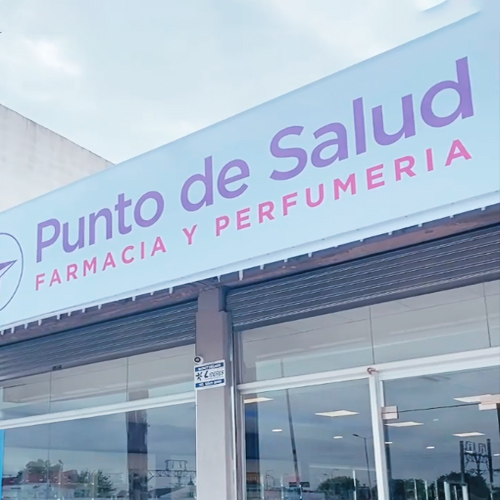 Punto de Salud
FARMACIA Y PERFUMERIA